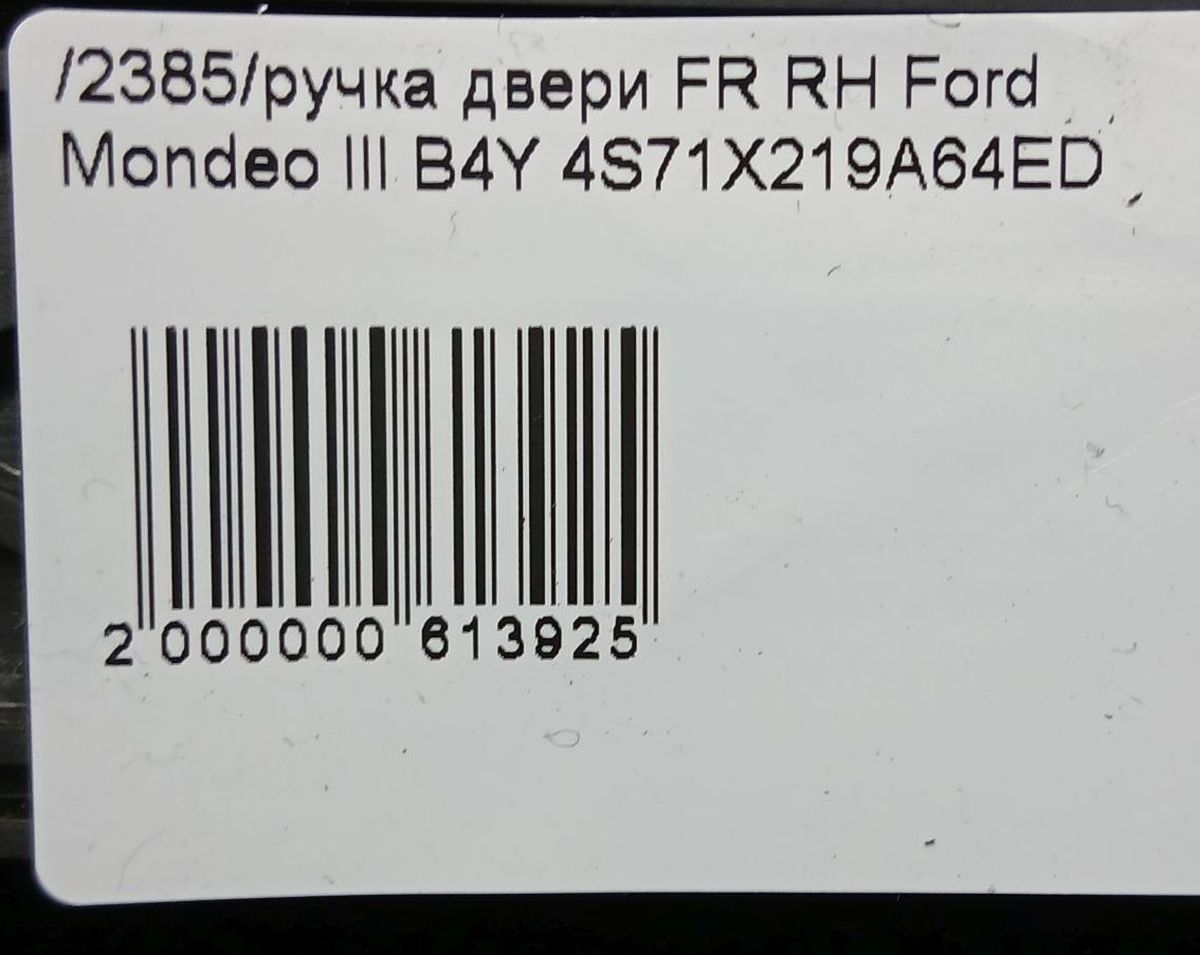 /2385/ручка двери FR RH Ford
Mondeo III B4Y 4S71X219A64ED
2 000000 613925